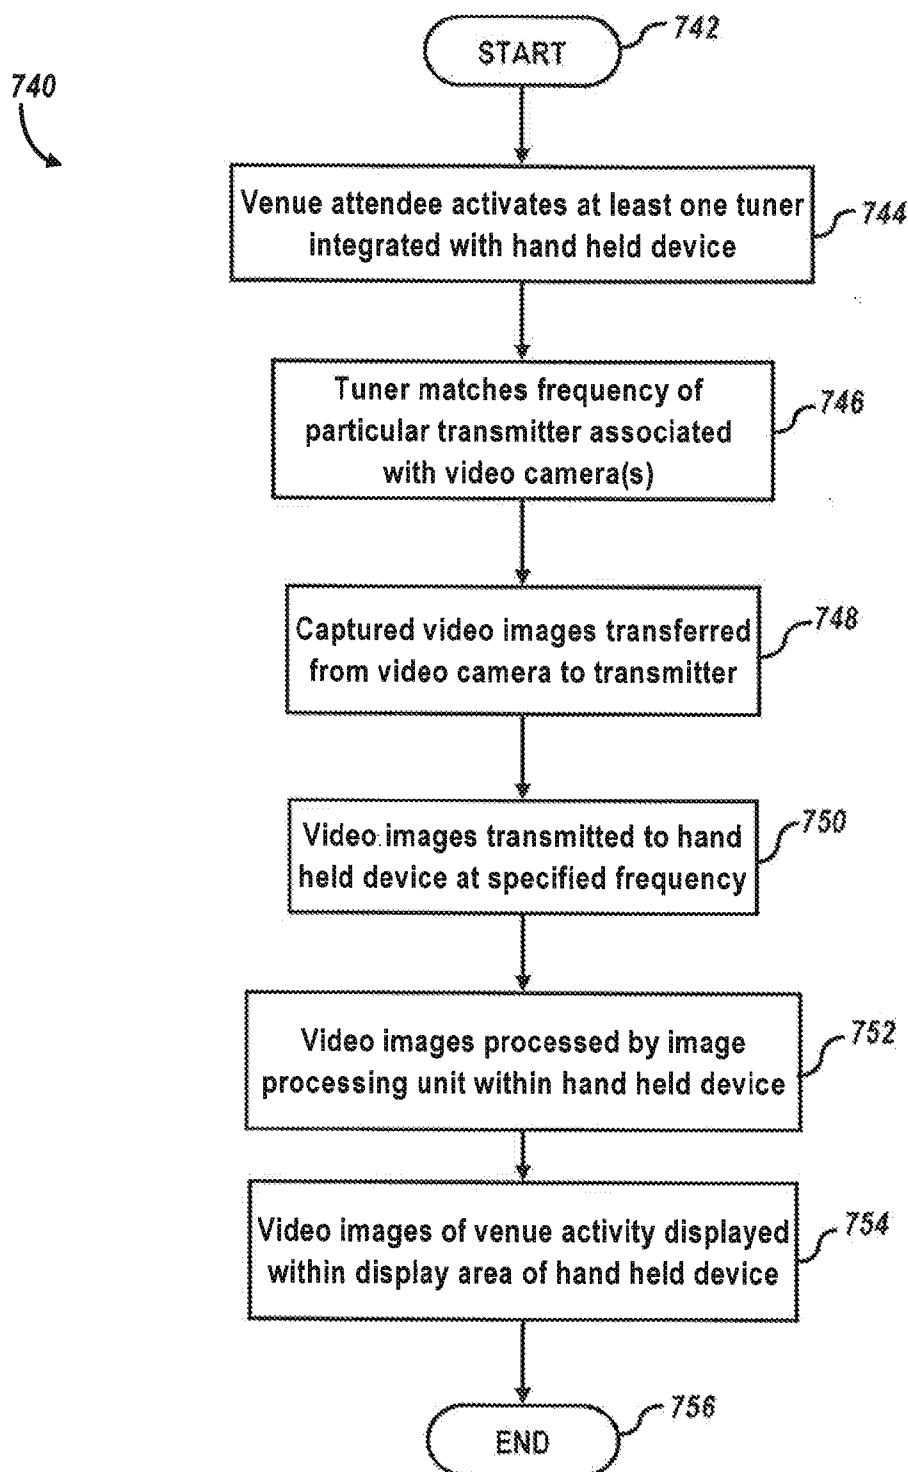 742
START
740
Venue attendee activates at least one tuner
integrated with hand held device
744
Tuner matches frequency of
particular transmitter associated
with video camera(s)
746
Captured video images transferred
from video camera to transmitter
748
Video images transmitted to hand
held device at specified frequency
750
Video images processed by image
processing unit within hand held device
752
Video images of venue activity displayed
within display area of hand held device
754
756
END